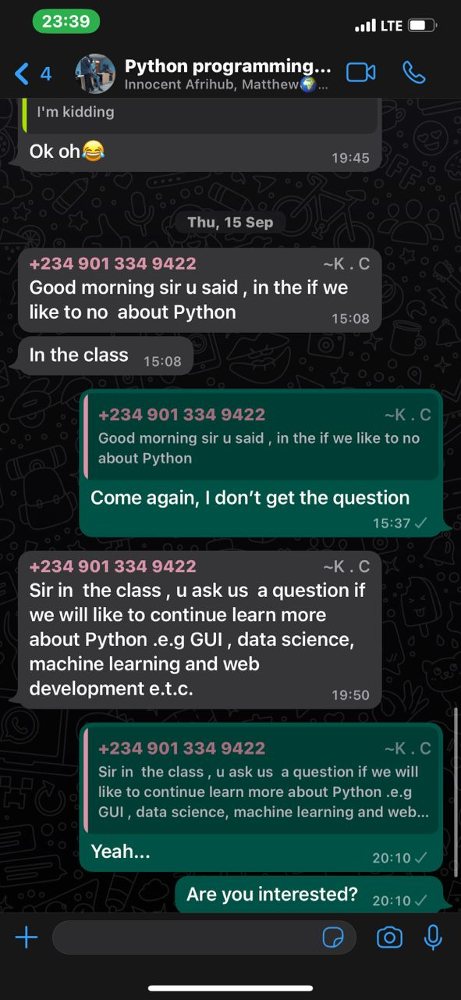 23:39
LTE
4
Python programming...
Innocent Afrihub, Matthew🌍...
I'm kidding
Ok oh😂
19:45
Thu, 15 Sep
+234 901 334 9422 ~K . C
Good morning sir u said , in the if we
like to no about Python
15:08
In the class 15:08
+234 901 334 9422 ~K . C
Good morning sir u said , in the if we like to no
about Python
Come again, I don’t get the question
15:37
+234 901 334 9422 ~K . C
Sir in the class , u ask us a question if
we will like to continue learn more
about Python .e.g GUI , data science,
machine learning and web
development e.t.c.
19:50
+234 901 334 9422 ~K . C
Sir in the class , u ask us a question if we will
like to continue learn more about Python .e.g
GUI , data science, machine learning and web...
Yeah...
20:10
Are you interested? 20:10